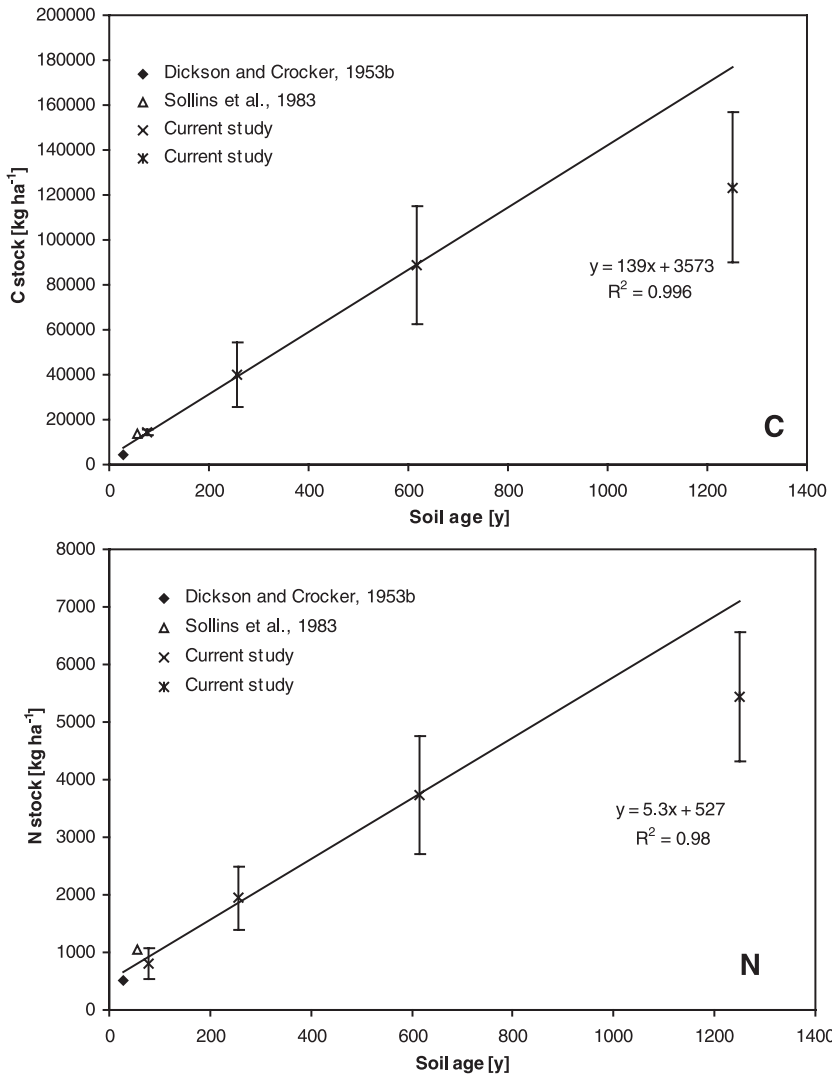 200000
180000
160000
140000
120000
100000
80000
60000
40000
20000
0
C stock [kg ha⁻¹]
Dickson and Crocker, 1953b
Sollins et al., 1983
Current study
Current study
y = 139x + 3573
R² = 0.996
C
0 200 400 600 800 1000 1200 1400
Soil age [y]
8000
7000
6000
5000
4000
3000
2000
1000
0
N stock [kg ha⁻¹]
Dickson and Crocker, 1953b
Sollins et al., 1983
Current study
Current study
y = 5.3x + 527
R² = 0.98
N
0 200 400 600 800 1000 1200 1400
Soil age [y]